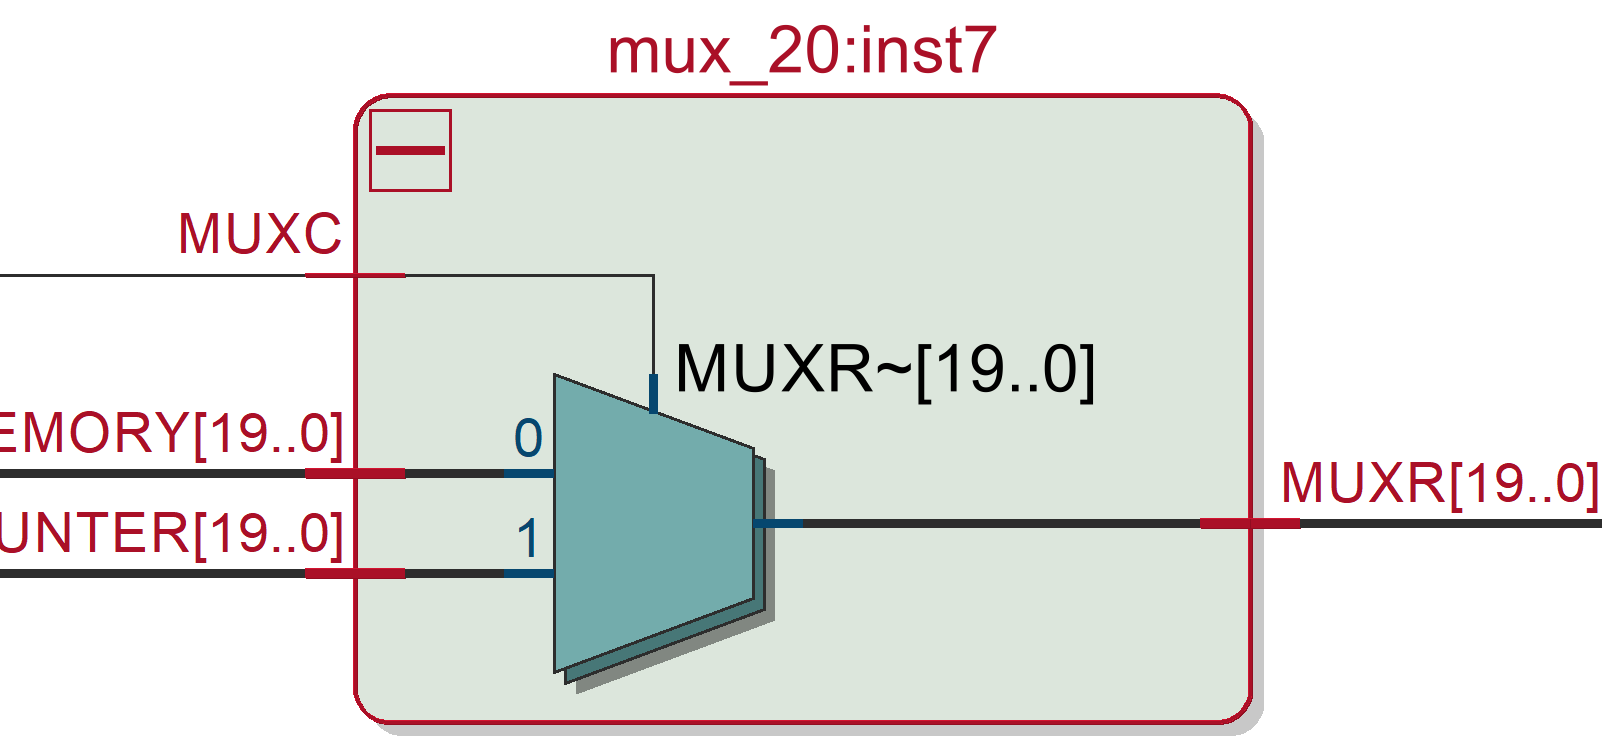 mux_20:inst7
MUXC
MUXR~[19..0]
EMORY[19..0]
0
UNTER[19..0]
1
MUXR[19..0]